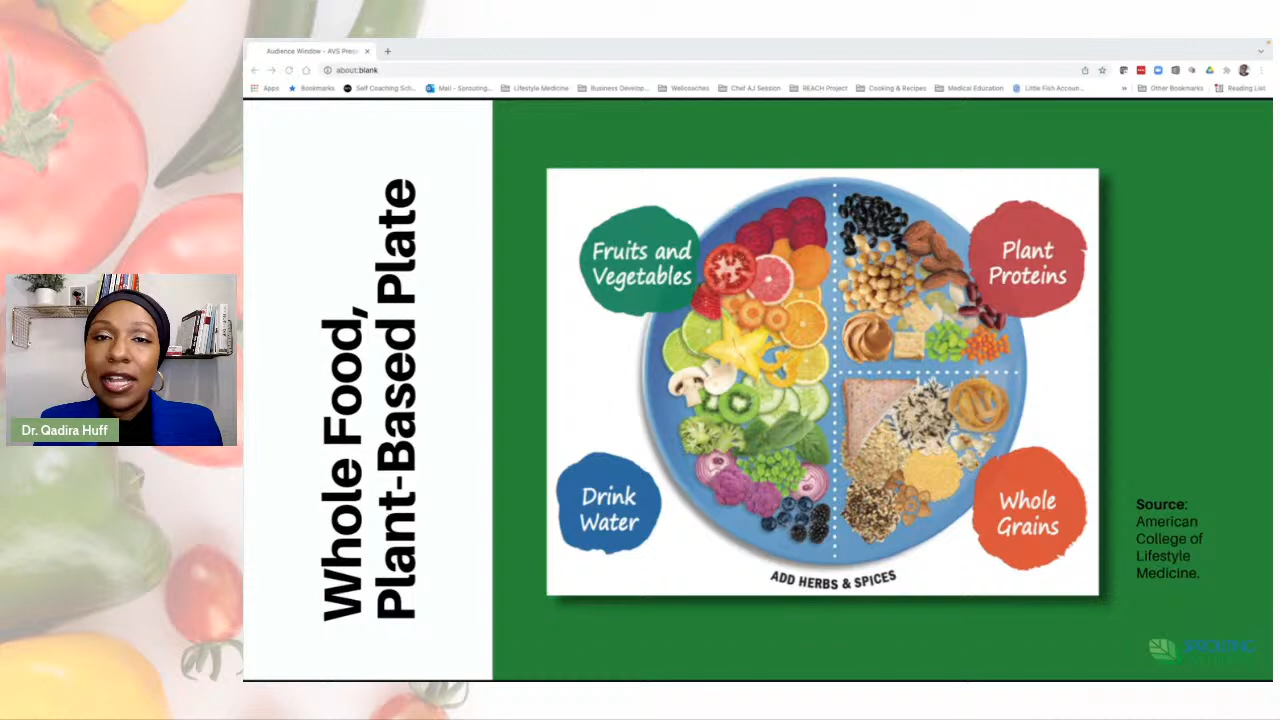 Audience Window - AVS Prese
about:blank
Apps
Bookmarks
Self Coaching Sch...
Mail - Sprouting...
Lifestyle Medicine
Business Develop...
Wellcoaches
Chef AJ Session
REACH Project
Cooking & Recipes
Medical Education
Little Fish Accoun...
»
Other Bookmarks
Reading List
Whole Food,
Plant-Based Plate
Fruits and
Vegetables
Plant
Proteins
Drink
Water
Whole
Grains
ADD HERBS & SPICES
Source:
American
College of
Lifestyle
Medicine.
SPROUTING
Dr. Qadira Huff